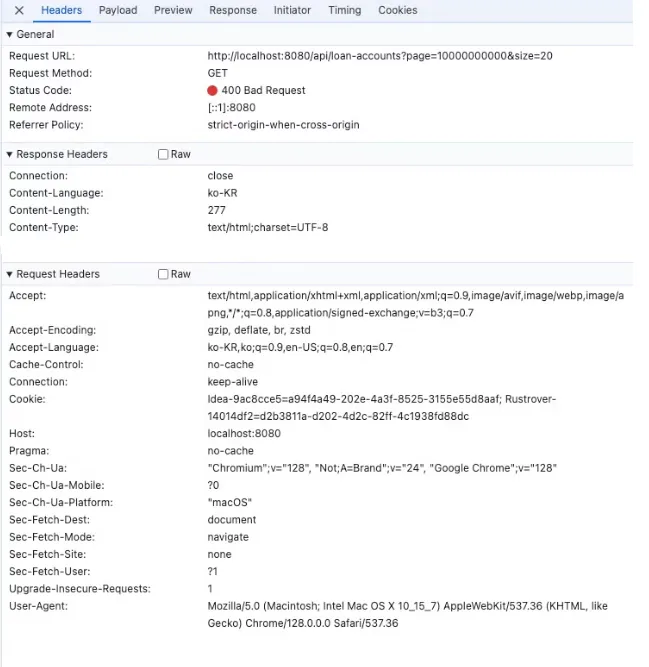 Headers Payload Preview Response Initiator Timing Cookies
General
Request URL: http://localhost:8080/api/loan-accounts?page=10000000000&size=20
Request Method: GET
Status Code: 400 Bad Request
Remote Address: [::1]:8080
Referrer Policy: strict-origin-when-cross-origin
Response Headers Raw
Connection: close
Content-Language: ko-KR
Content-Length: 277
Content-Type: text/html;charset=UTF-8
Request Headers Raw
Accept: text/html,application/xhtml+xml,application/xml;q=0.9,image/avif,image/webp,image/a
png,*/*;q=0.8,application/signed-exchange;v=b3;q=0.7
Accept-Encoding: gzip, deflate, br, zstd
Accept-Language: ko-KR,ko;q=0.9,en-US;q=0.8,en;q=0.7
Cache-Control: no-cache
Connection: keep-alive
Cookie: Idea-9ac8cce5=a94f4a49-202e-4a3f-8525-3155e55d8aaf; Rustrover-
14014df2=d2b3811a-d202-4d2c-82ff-4c1938fd88dc
Host: localhost:8080
Pragma: no-cache
Sec-Ch-Ua: "Chromium";v="128", "Not;A=Brand";v="24", "Google Chrome";v="128"
Sec-Ch-Ua-Mobile: ?0
Sec-Ch-Ua-Platform: "macOS"
Sec-Fetch-Dest: document
Sec-Fetch-Mode: navigate
Sec-Fetch-Site: none
Sec-Fetch-User: ?1
Upgrade-Insecure-Requests: 1
User-Agent: Mozilla/5.0 (Macintosh; Intel Mac OS X 10_15_7) AppleWebKit/537.36 (KHTML, like
Gecko) Chrome/128.0.0.0 Safari/537.36